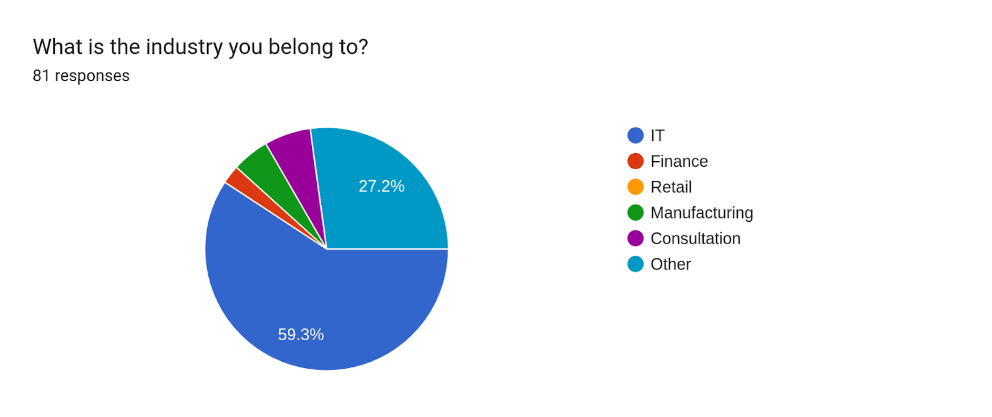 What is the industry you belong to?
81 responses
27.2%
59.3%
IT
Finance
Retail
Manufacturing
Consultation
Other